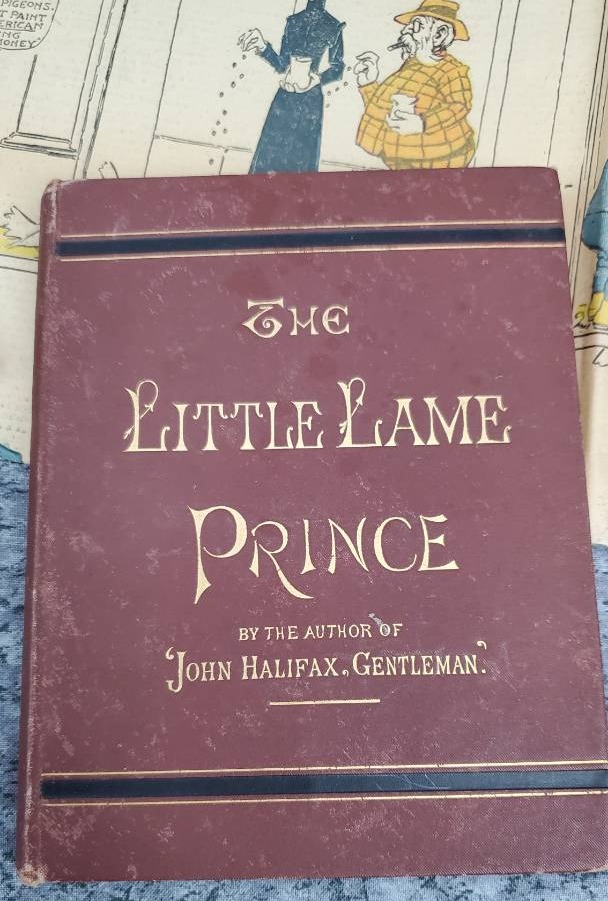 PIGEONS.
T PAINT
ERICAN
NG
MONEY
THE
LITTLE LAME
PRINCE
BY THE AUTHOR OF
'JOHN HALIFAX, GENTLEMAN.'